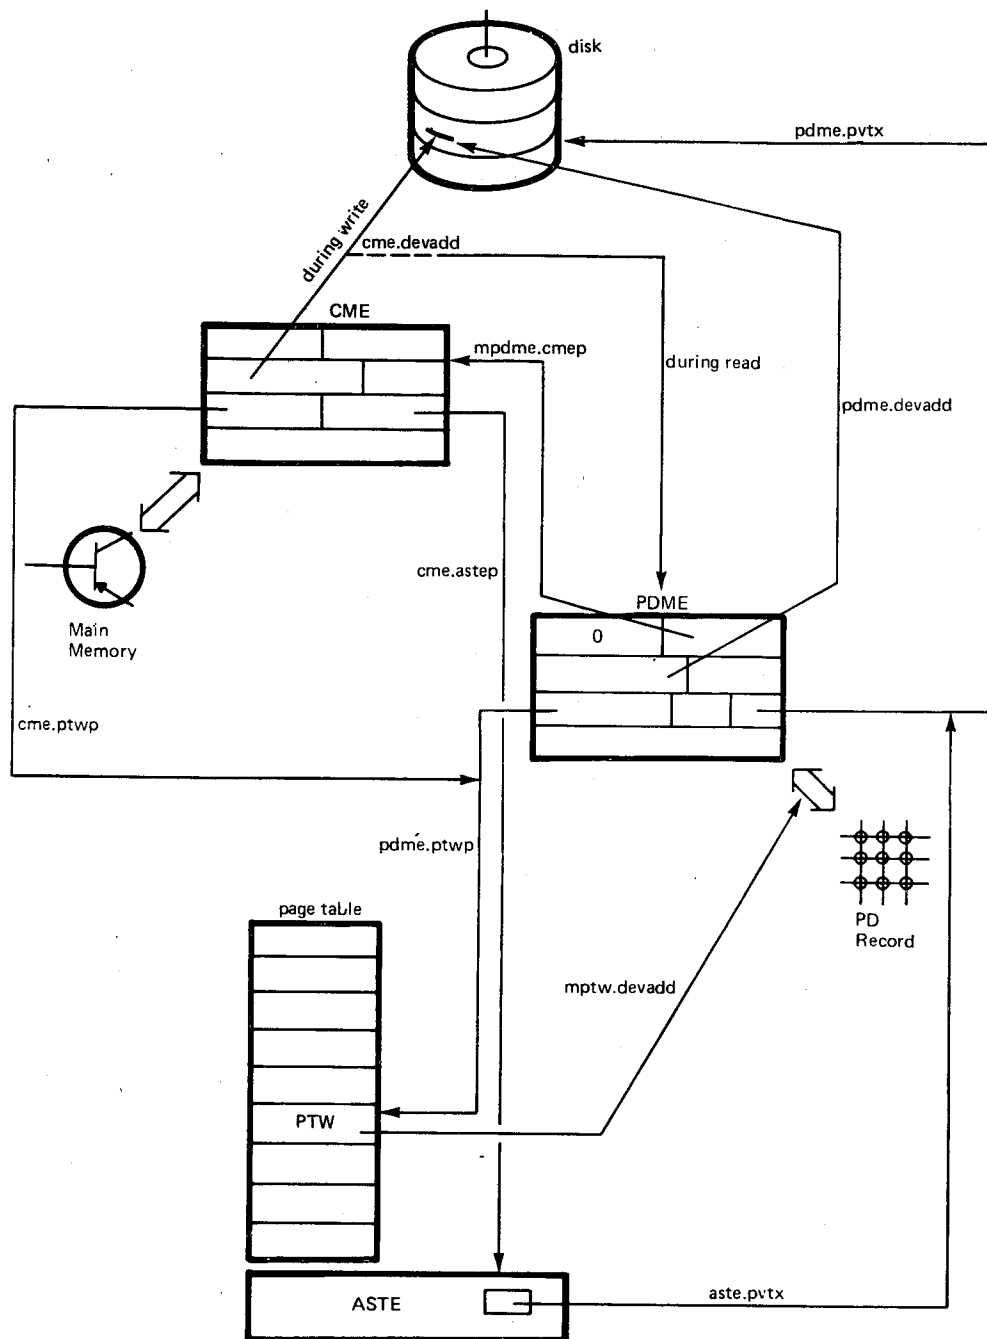 disk
pdme.pvtx
during write
cme.devadd
CME
mpdme.cmep
during read
pdme.devadd
cme.astep
PDME
0
Main
Memory
cme.ptwp
pdme.ptwp
page table
PD
Record
mptw.devadd
PTW
ASTE
aste.pvtx